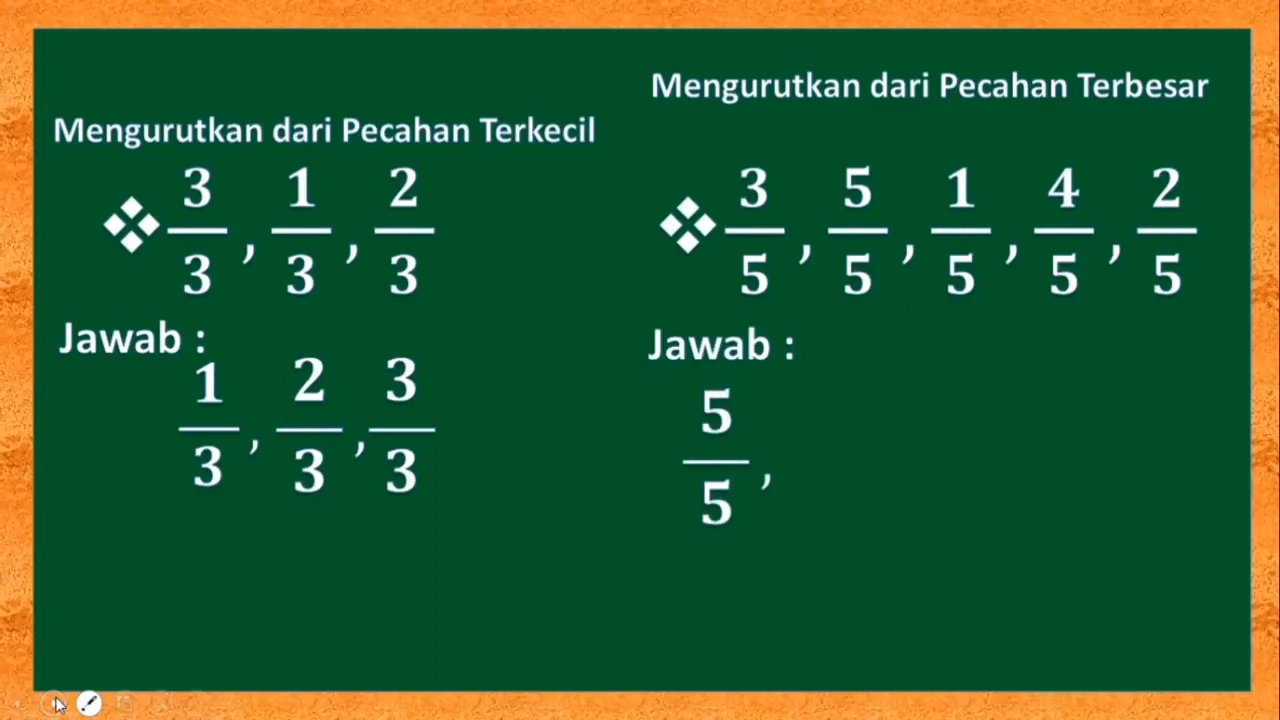 Mengurutkan dari Pecahan Terkecil
❖ 3/3 , 1/3 , 2/3
Jawab :
1/3 , 2/3 , 3/3
Mengurutkan dari Pecahan Terbesar
❖ 3/5 , 5/5 , 1/5 , 4/5 , 2/5
Jawab :
5/5 ,